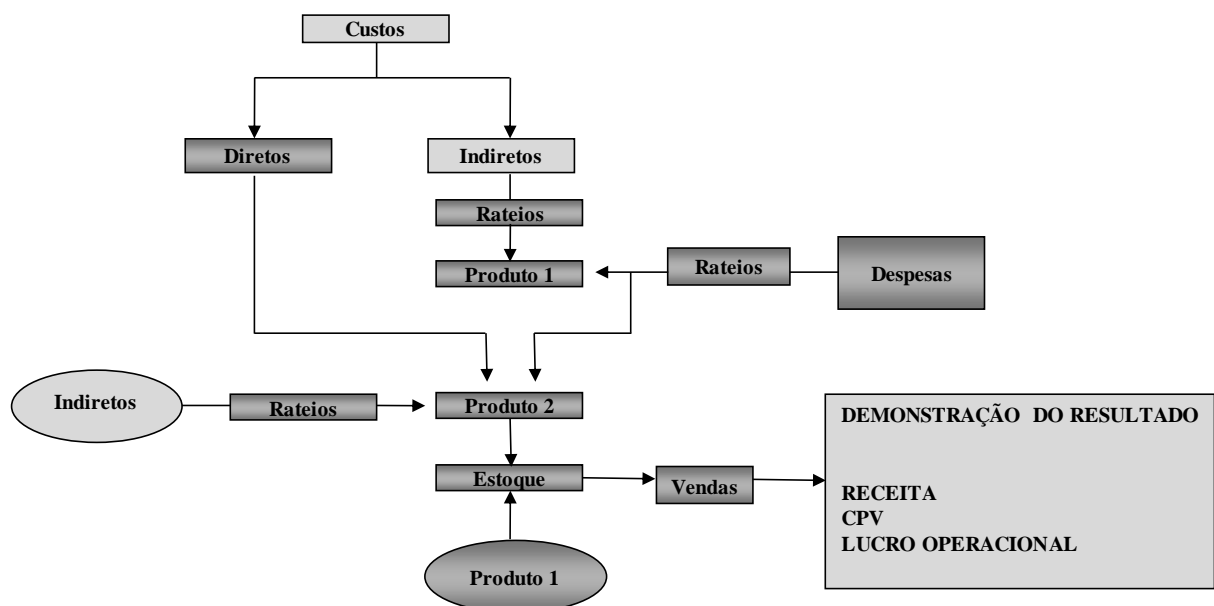 Custos
Diretos
Indiretos
Rateios
Produto 1
Rateios
Despesas
Indiretos
Rateios
Produto 2
DEMONSTRAÇÃO DO RESULTADO
Estoque
Vendas
RECEITA
CPV
LUCRO OPERACIONAL
Produto 1